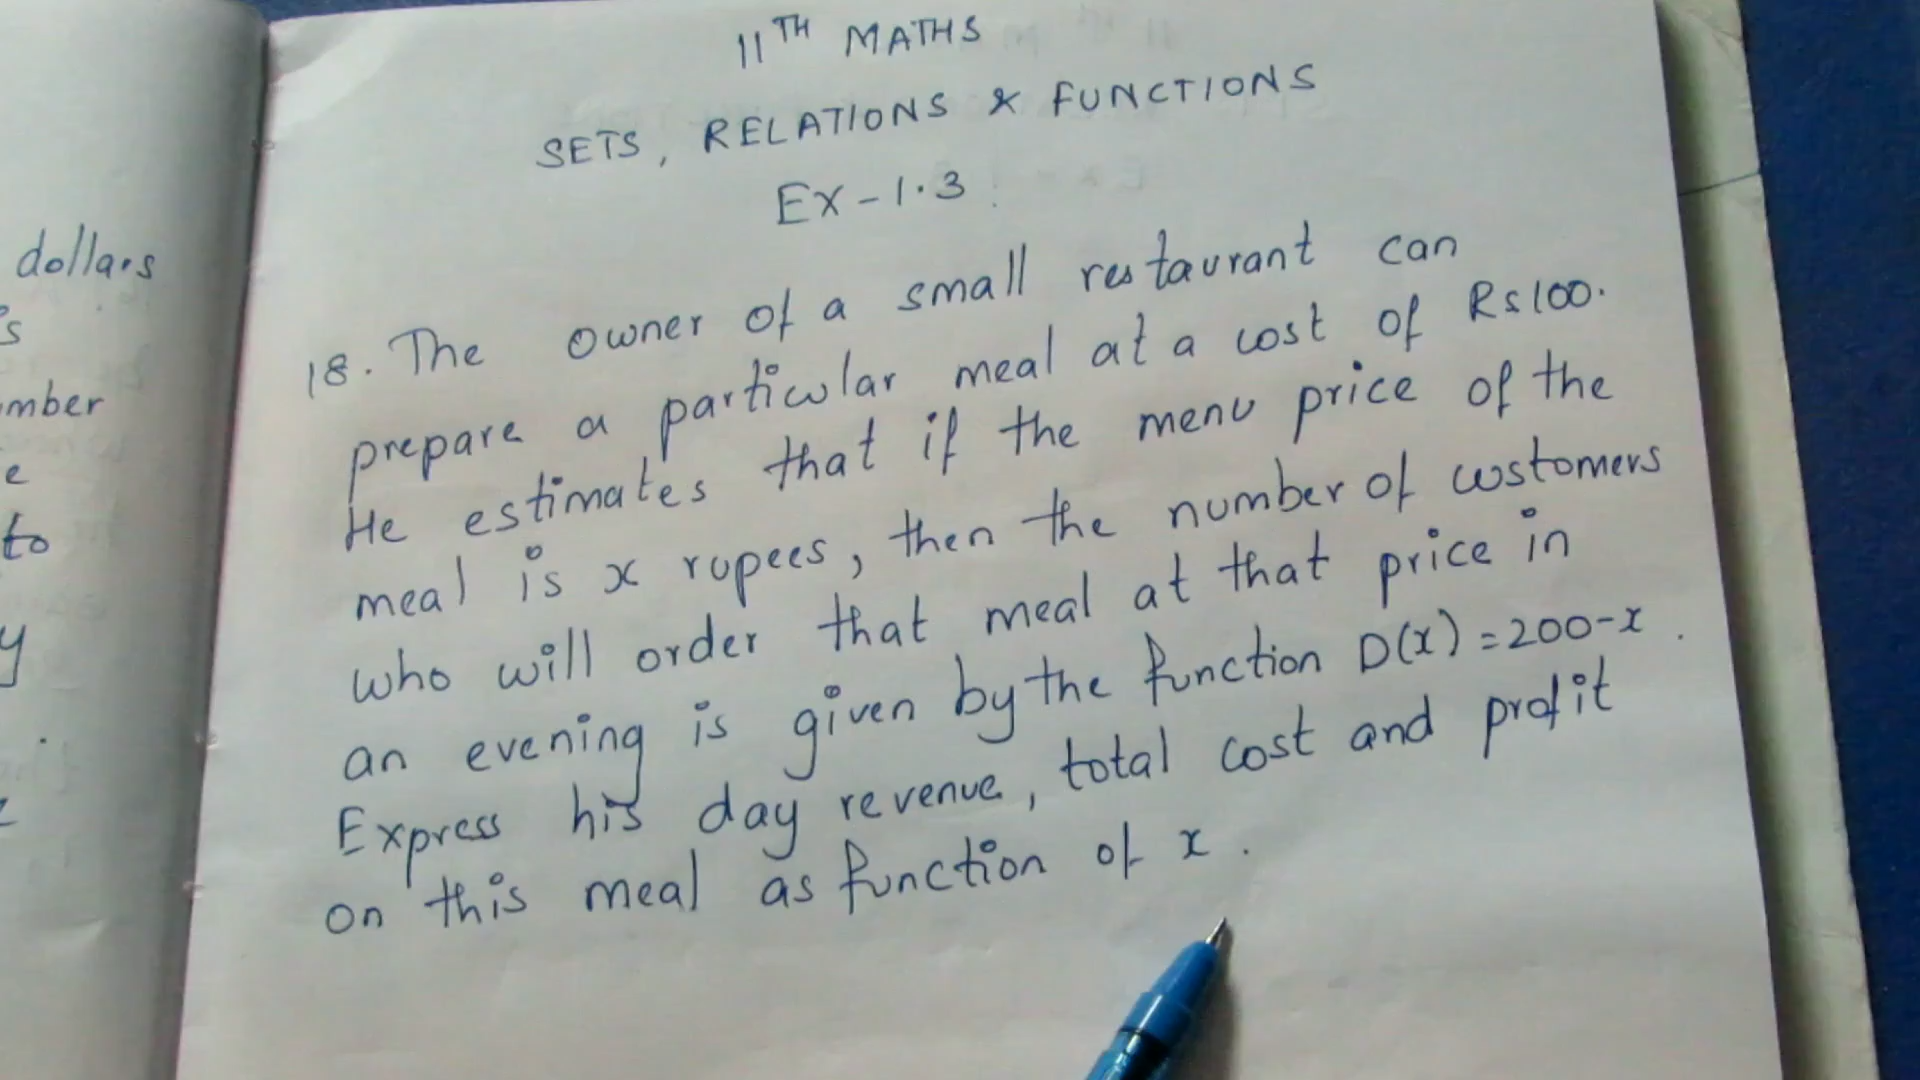 11TH MATHS
SETS, RELATIONS & FUNCTIONS
EX-1.3
18. The owner of a small restaurant can
prepare a particular meal at a cost of Rs100.
He estimates that if the menu price of the
meal is x rupees, then the number of customers
who will order that meal at that price in
an evening is given by the function D(x)=200-x.
Express his day revenue, total cost and profit
on this meal as function of x.
dollars
mber
e
to
y